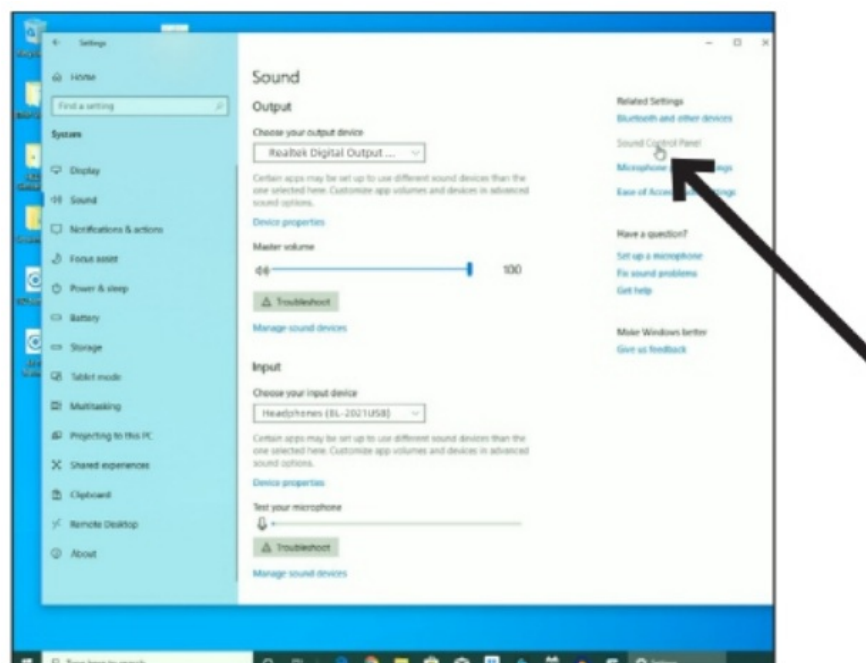 Settings
Home
Find a setting
System
Display
Sound
Notifications & actions
Focus assist
Power & sleep
Battery
Storage
Tablet mode
Multitasking
Projecting to this PC
Shared experiences
Clipboard
Remote Desktop
About
Sound
Output
Choose your output device
Realtek Digital Output ...
Certain apps may be set up to use different sound devices than the
one selected here. Customize app volumes and devices in advanced
sound options.
Device properties
Master volume
100
Troubleshoot
Manage sound devices
Input
Choose your input device
Headphones (BL-2021USB)
Certain apps may be set up to use different sound devices than the
one selected here. Customize app volumes and devices in advanced
sound options.
Device properties
Test your microphone
Troubleshoot
Manage sound devices
Related Settings
Bluetooth and other devices
Sound Control Panel
Microphone
Ease of Access
Have a question?
Set up a microphone
Fix sound problems
Get help
Make Windows better
Give us feedback
Type here to search